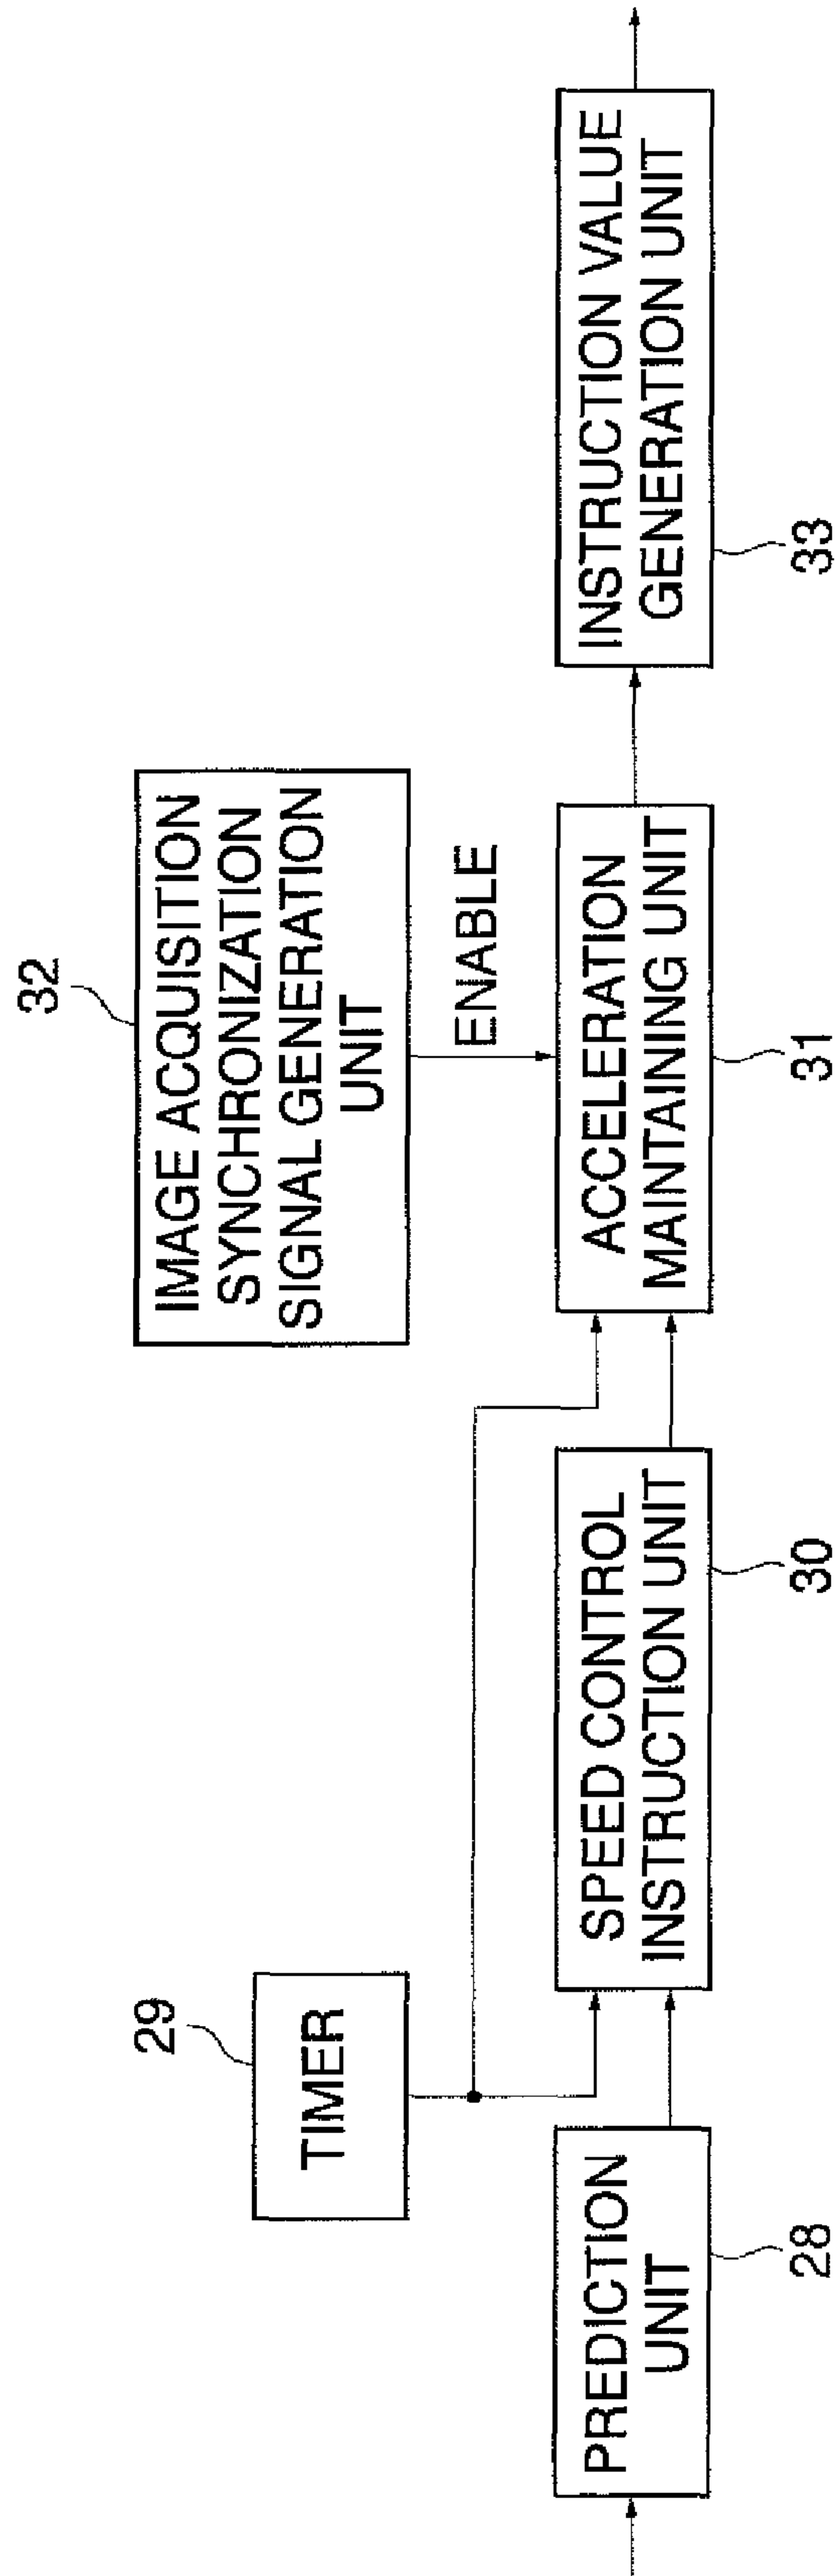 32
IMAGE ACQUISITION
SYNCHRONIZATION
SIGNAL GENERATION
UNIT
29
TIMER
ENABLE
PREDICTION
UNIT
28
SPEED CONTROL
INSTRUCTION UNIT
30
ACCELERATION
MAINTAINING UNIT
31
INSTRUCTION VALUE
GENERATION UNIT
33